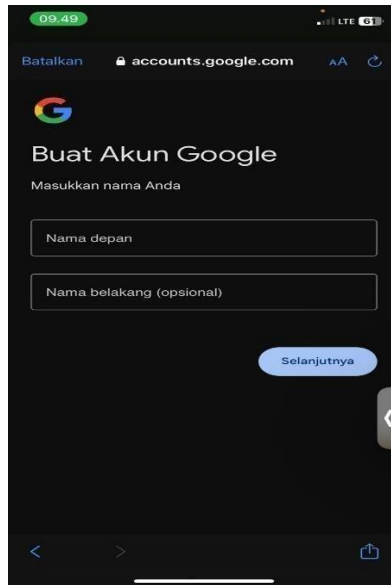 09.49
LTE 61
Batalkan accounts.google.com AA
G
Buat Akun Google
Masukkan nama Anda
Nama depan
Nama belakang (opsional)
Selanjutnya